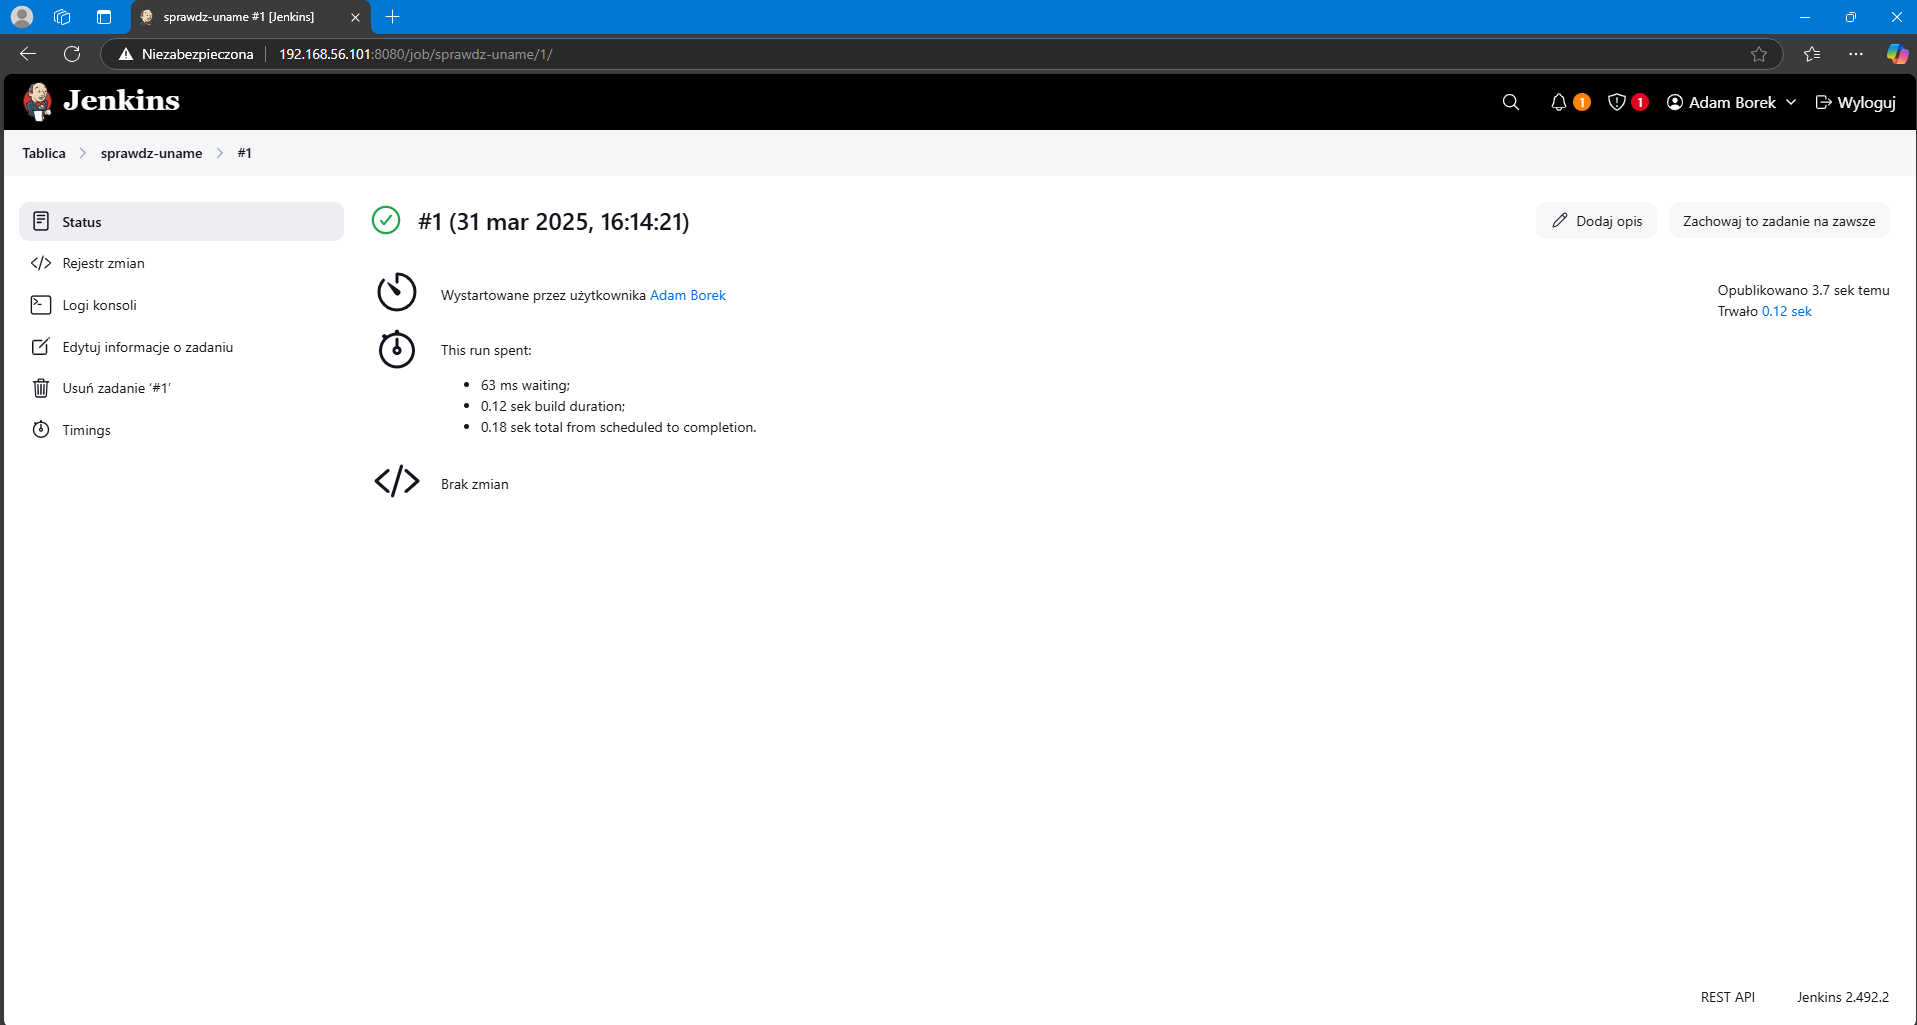 sprawdz-uname #1 [Jenkins]
Niezabezpieczona 192.168.56.101:8080/job/sprawdz-uname/1/
Jenkins
1
1
Adam Borek
Wyloguj
Tablica > sprawdz-uname > #1
Status
Rejestr zmian
Logi konsoli
Edytuj informacje o zadaniu
Usuń zadanie ‘#1’
Timings
#1 (31 mar 2025, 16:14:21)
Dodaj opis
Zachowaj to zadanie na zawsze
Wystartowane przez użytkownika Adam Borek
Opublikowano 3.7 sek temu
Trwało 0.12 sek
This run spent:
63 ms waiting;
0.12 sek build duration;
0.18 sek total from scheduled to completion.
Brak zmian
REST API
Jenkins 2.492.2